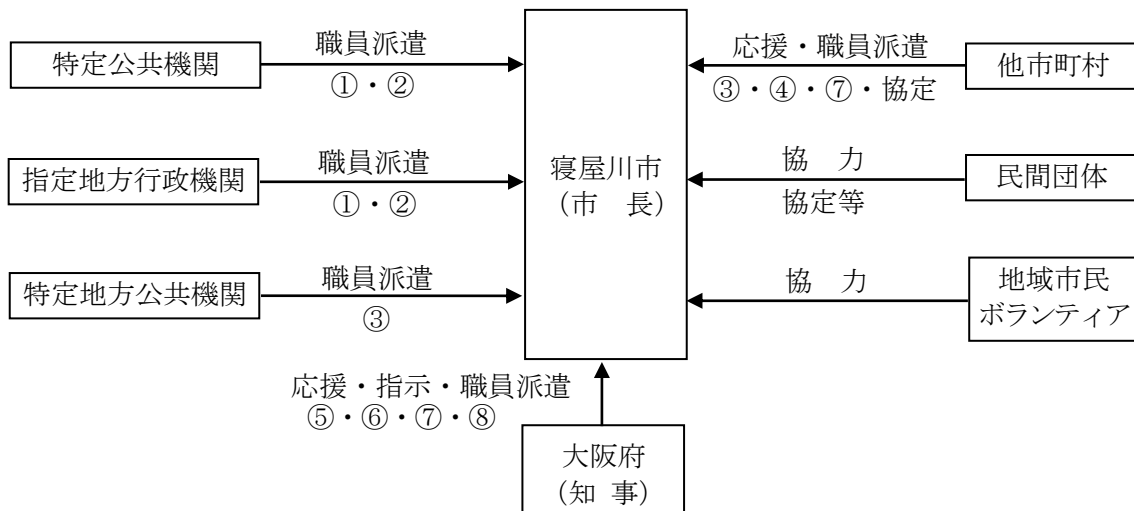 特定公共機関
職員派遣
①・②
指定地方行政機関
職員派遣
①・②
特定地方公共機関
職員派遣
③
寝屋川市
（市　長）
応援・職員派遣
③・④・⑦・協定
他市町村
協　力
協定等
民間団体
協　力
地域市民
ボランティア
応援・指示・職員派遣
⑤・⑥・⑦・⑧
大阪府
（知 事）